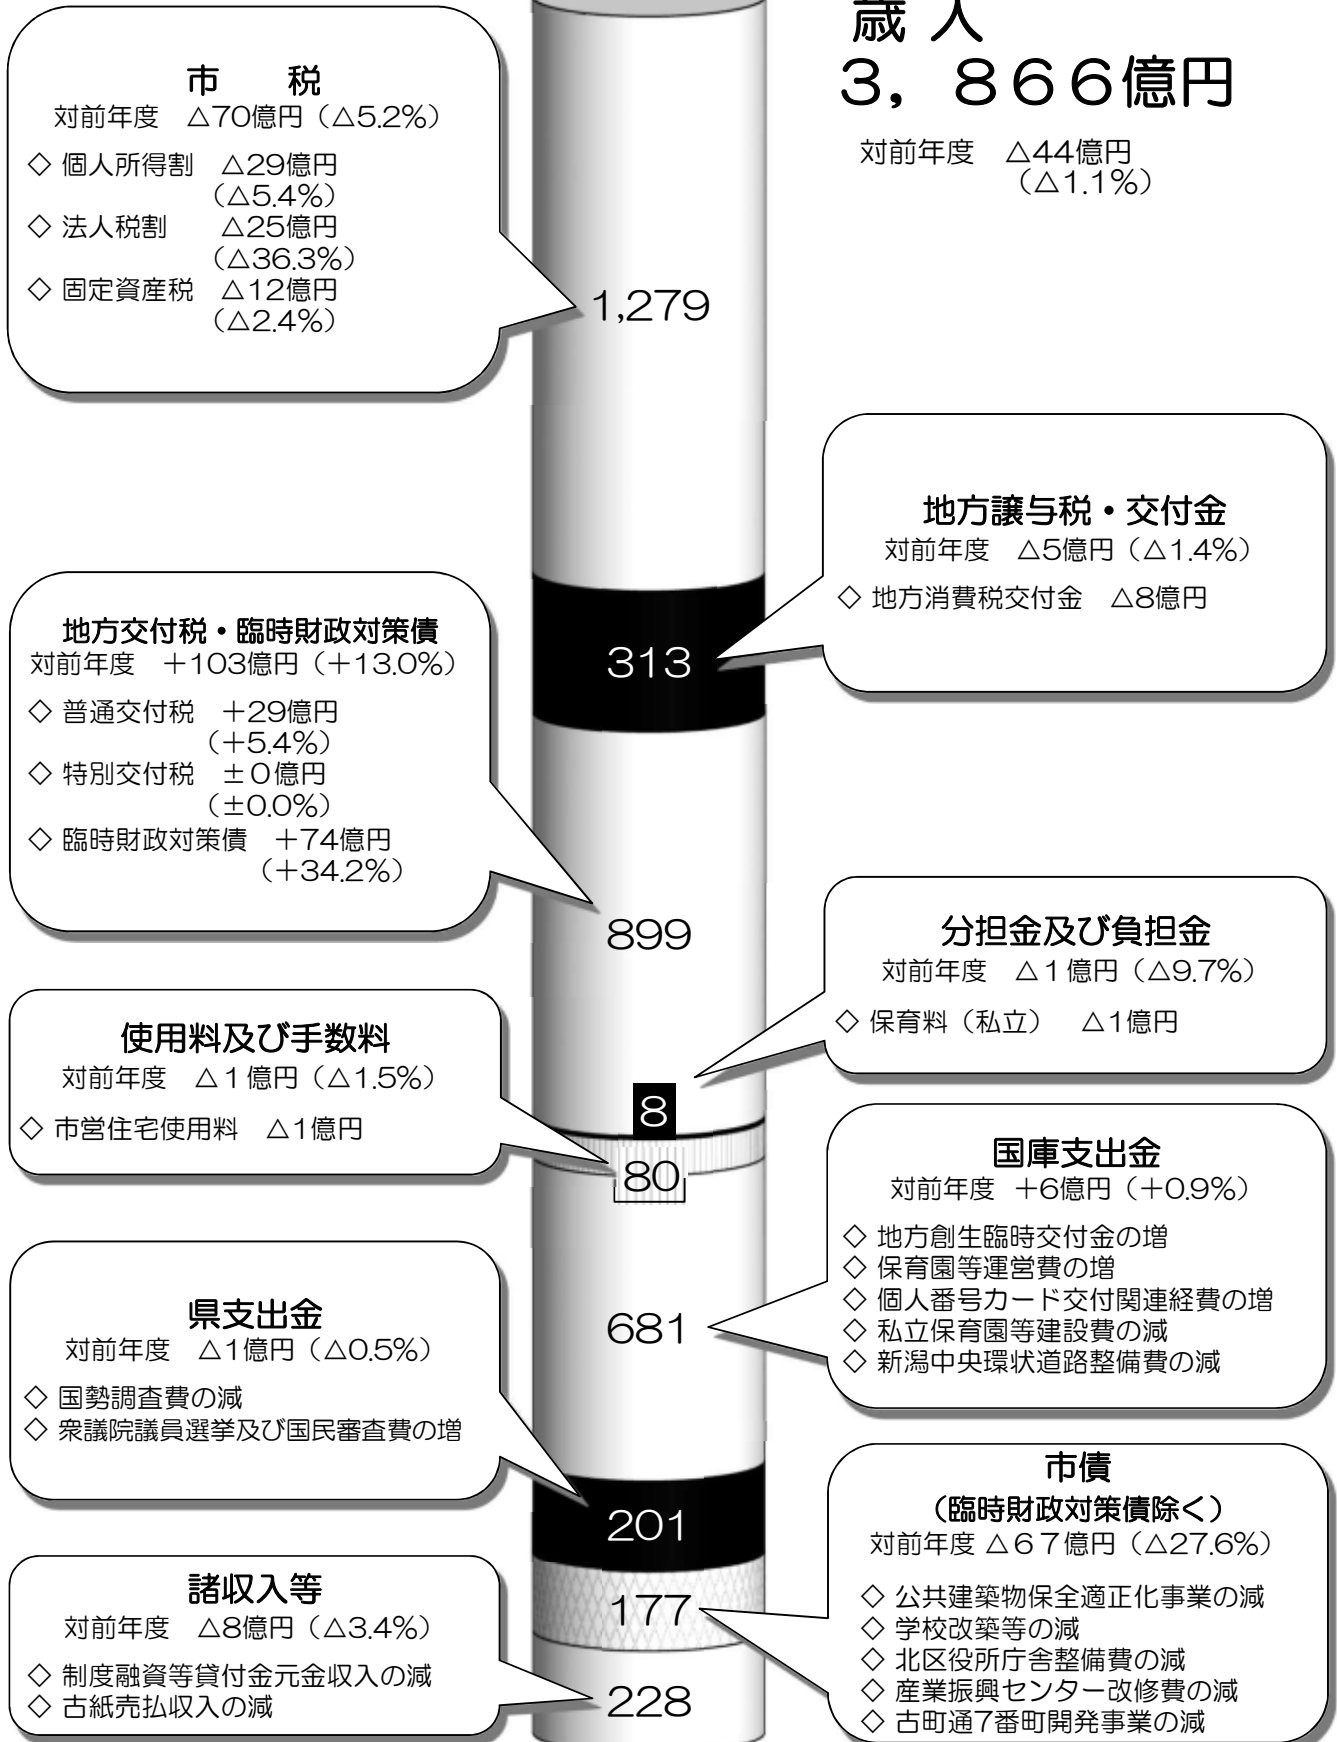 歳入
３，８６６億円
対前年度　△44億円
（△1.1％）
市　　税
対前年度　△70億円（△5.2％）
◇ 個人所得割　△29億円
（△5.4％）
◇ 法人税割　　△25億円
（△36.3％）
◇ 固定資産税　△12億円
（△2.4％）
1,279
地方譲与税・交付金
対前年度　△5億円（△1.4％）
◇ 地方消費税交付金　△8億円
313
地方交付税・臨時財政対策債
対前年度　＋103億円（＋13.0％）
◇ 普通交付税　＋29億円
（＋5.4％）
◇ 特別交付税　±０億円
（±0.0％）
◇ 臨時財政対策債　＋74億円
（＋34.2％）
899
分担金及び負担金
対前年度　△１億円（△9.7％）
◇ 保育料（私立）　△1億円
8
使用料及び手数料
対前年度　△１億円（△1.5％）
◇ 市営住宅使用料　△1億円
80
国庫支出金
対前年度　＋6億円（＋0.9％）
◇ 地方創生臨時交付金の増
◇ 保育園等運営費の増
◇ 個人番号カード交付関連経費の増
◇ 私立保育園等建設費の減
◇ 新潟中央環状道路整備費の減
681
県支出金
対前年度　△1億円（△0.5％）
◇ 国勢調査費の減
◇ 衆議院議員選挙及び国民審査費の増
201
市債
（臨時財政対策債除く）
対前年度 △６７億円（△27.6％）
◇ 公共建築物保全適正化事業の減
◇ 学校改築等の減
◇ 北区役所庁舎整備費の減
◇ 産業振興センター改修費の減
◇ 古町通7番町開発事業の減
177
諸収入等
対前年度　△8億円（△3.4％）
◇ 制度融資等貸付金元金収入の減
◇ 古紙売払収入の減
228